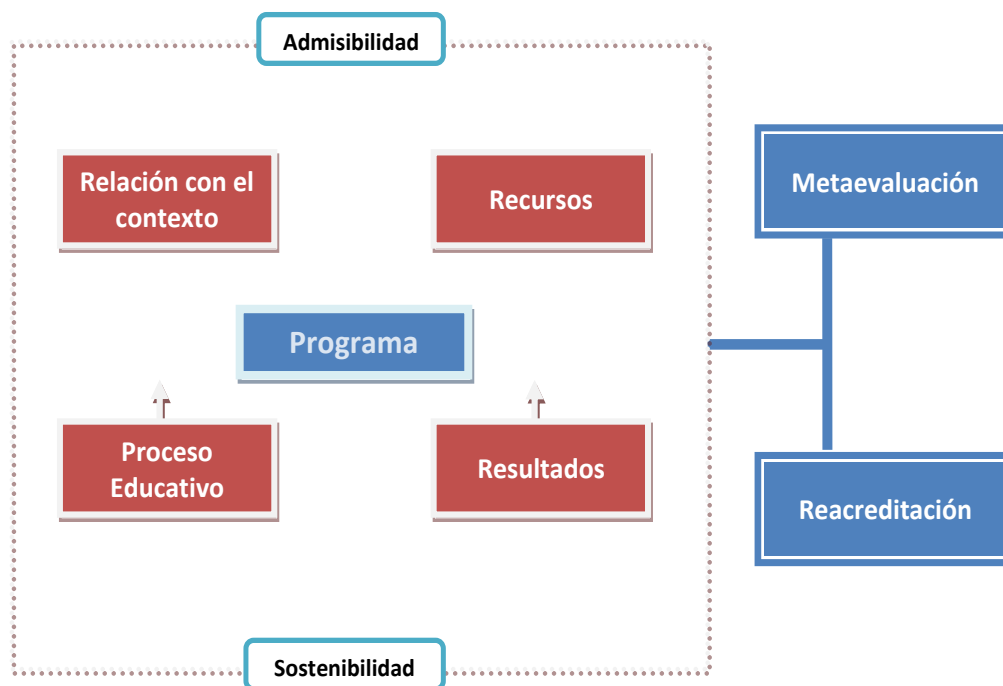 Admisibilidad
Relación con el
contexto
Recursos
Metaevaluación
Programa
Proceso
Educativo
Resultados
Reacreditación
Sostenibilidad